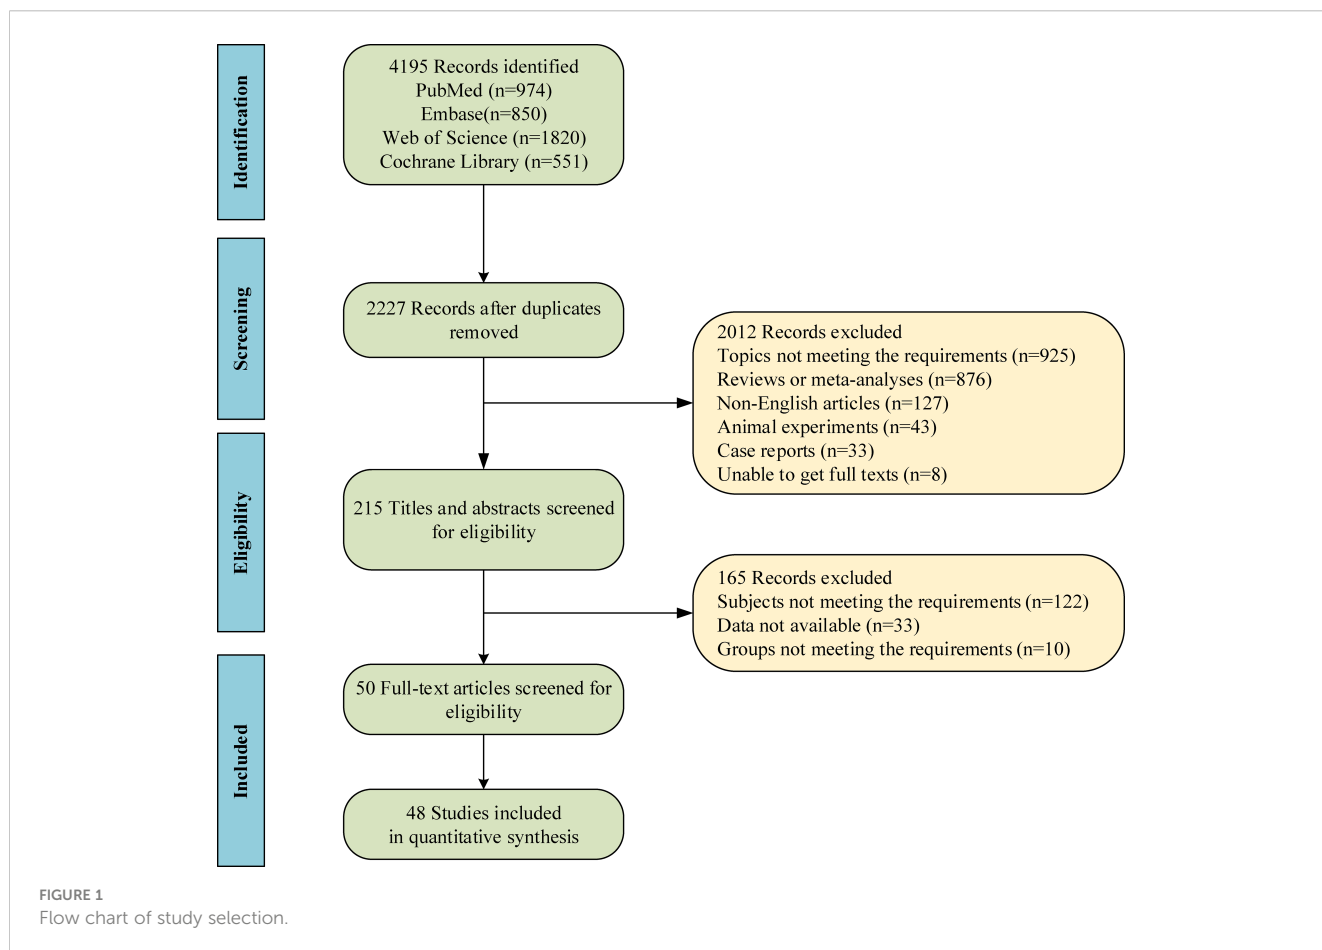 Identification
4195 Records identified
PubMed (n=974)
Embase(n=850)
Web of Science (n=1820)
Cochrane Library (n=551)
Screening
2227 Records after duplicates
removed
2012 Records excluded
Topics not meeting the requirements (n=925)
Reviews or meta-analyses (n=876)
Non-English articles (n=127)
Animal experiments (n=43)
Case reports (n=33)
Unable to get full texts (n=8)
Eligibility
215 Titles and abstracts screened
for eligibility
165 Records excluded
Subjects not meeting the requirements (n=122)
Data not available (n=33)
Groups not meeting the requirements (n=10)
Included
50 Full-text articles screened for
eligibility
48 Studies included
in quantitative synthesis
FIGURE 1
Flow chart of study selection.